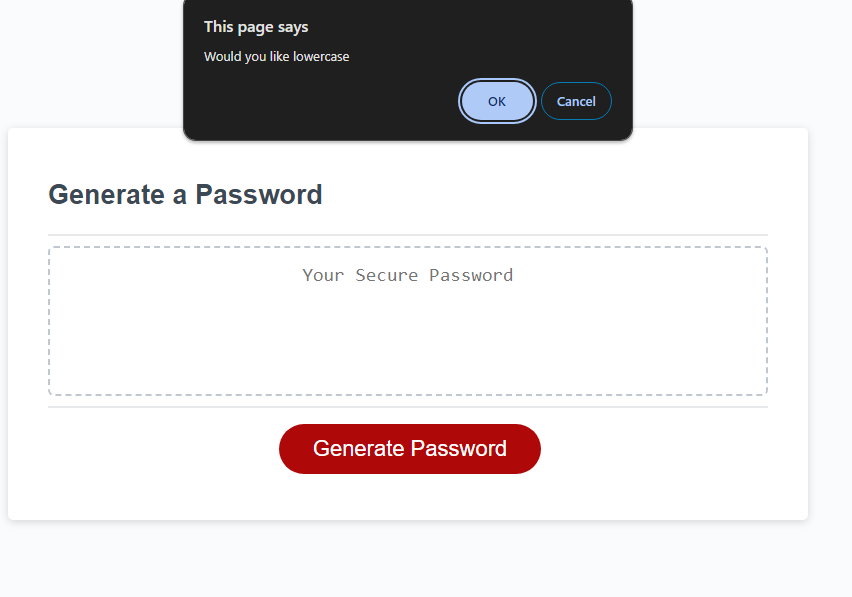 This page says
Would you like lowercase
OK
Cancel
Generate a Password
Your Secure Password
Generate Password